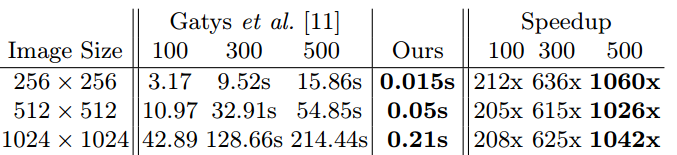 Gatys et al. [11] Speedup
Image Size 100 300 500 Ours 100 300 500
256 × 256 3.17 9.52s 15.86s 0.015s 212x 636x 1060x
512 × 512 10.97 32.91s 54.85s 0.05s 205x 615x 1026x
1024 × 1024 42.89 128.66s 214.44s 0.21s 208x 625x 1042x